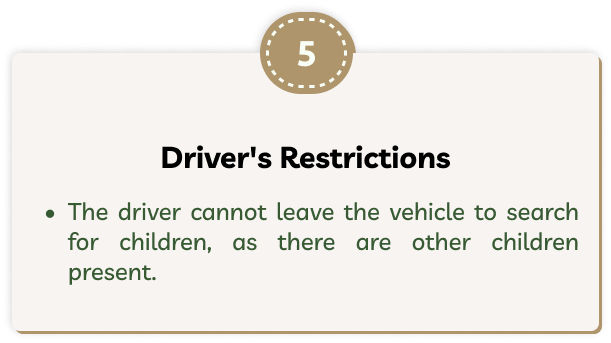 5
Driver's Restrictions
• The driver cannot leave the vehicle to search
for children, as there are other children
present.